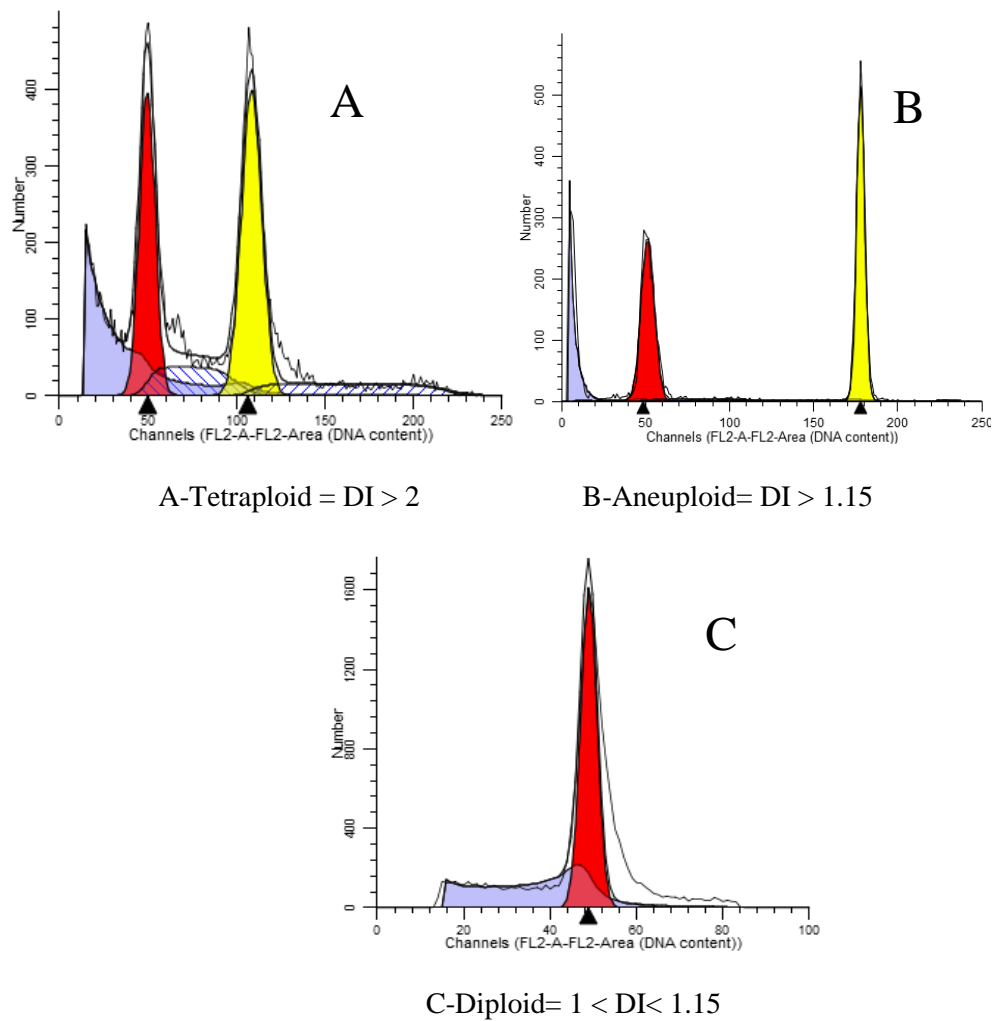 A
400
300
200
100
0
Number
0 50 100 150 200 250
Channels (FL2-A-FL2-Area (DNA content))
B
500
400
300
200
100
0
Number
0 50 100 150 200 250
Channels (FL2-A-FL2-Area (DNA content))
A-Tetraploid = DI > 2
B-Aneuploid= DI > 1.15
C
1600
1200
800
400
0
Number
0 20 40 60 80 100
Channels (FL2-A-FL2-Area (DNA content))
C-Diploid= 1 < DI< 1.15